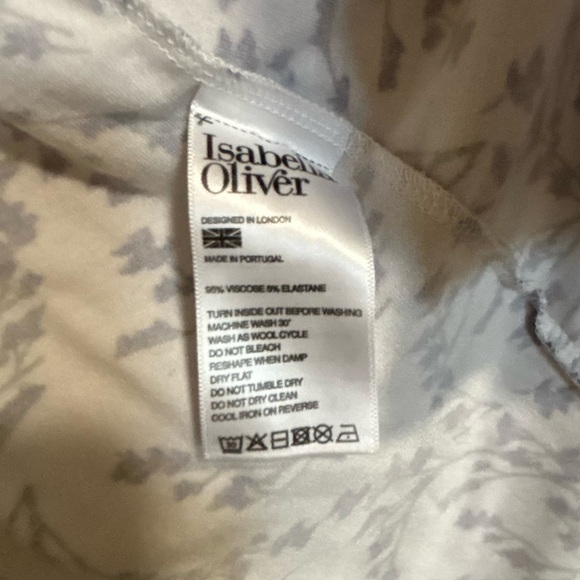 Isabella
Oliver
DESIGNED IN LONDON
MADE IN PORTUGAL
95% VISCOSE 5% ELASTANE
TURN INSIDE OUT BEFORE WASHING
MACHINE WASH 30°
WASH AS WOOL CYCLE
DO NOT BLEACH
RESHAPE WHEN DAMP
DRY FLAT
DO NOT TUMBLE DRY
DO NOT DRY CLEAN
COOL IRON ON REVERSE